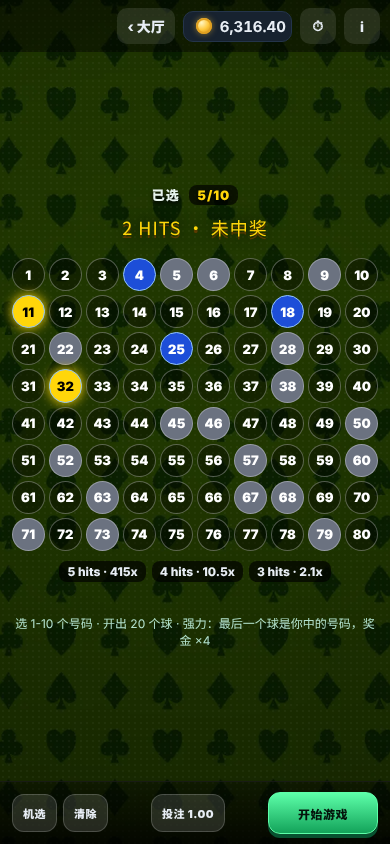 ‹ 大厅 6,316.40 ⏱ i
已选 5/10
2 HITS • 未中奖
1 2 3 4 5 6 7 8 9 10
11 12 13 14 15 16 17 18 19 20
21 22 23 24 25 26 27 28 29 30
31 32 33 34 35 36 37 38 39 40
41 42 43 44 45 46 47 48 49 50
51 52 53 54 55 56 57 58 59 60
61 62 63 64 65 66 67 68 69 70
71 72 73 74 75 76 77 78 79 80
5 hits · 415x 4 hits · 10.5x 3 hits · 2.1x
选 1-10 个号码 · 开出 20 个球 · 强力：最后一个球是你中的号码，奖
金 ×4
机选 清除 投注 1.00 开始游戏